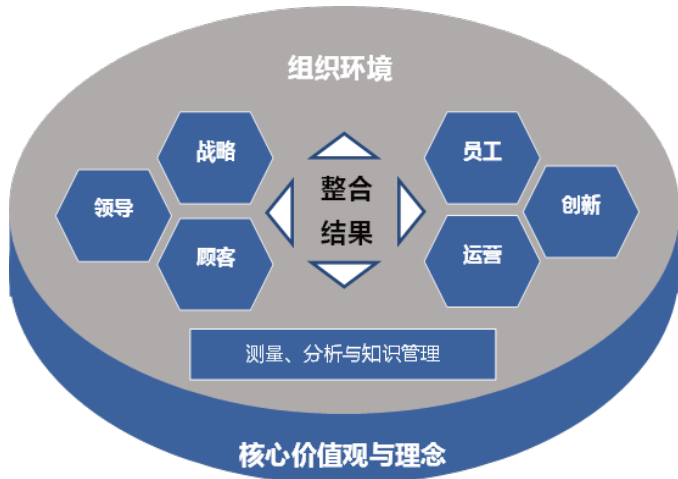 组织环境
战略
领导
顾客
整合
结果
员工
创新
运营
测量、分析与知识管理
核心价值观与理念